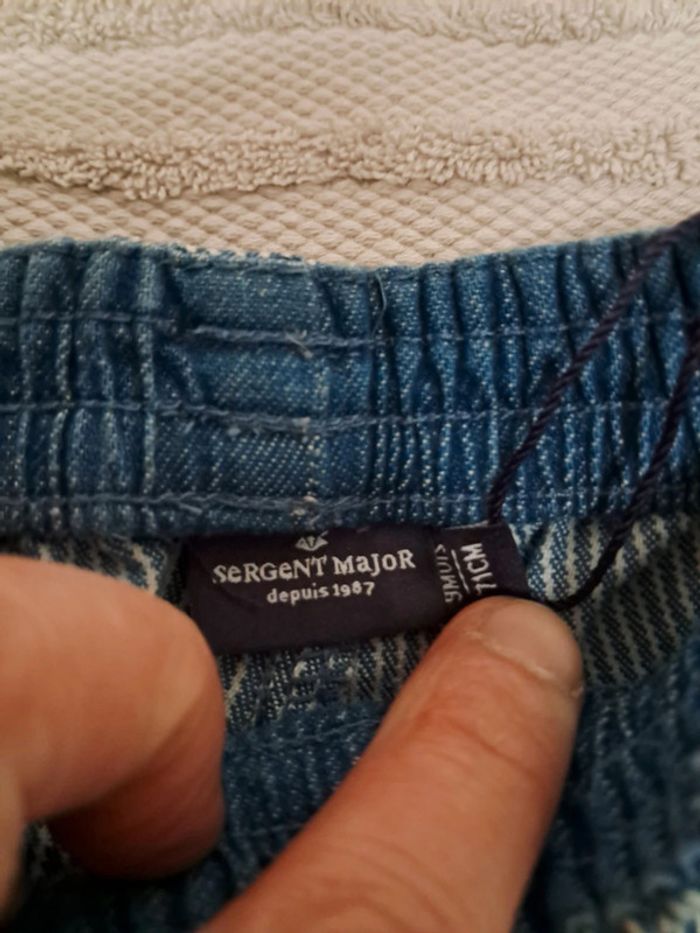 SeRGeNT MaJoR
depuis 1987
9MOIS
71CM